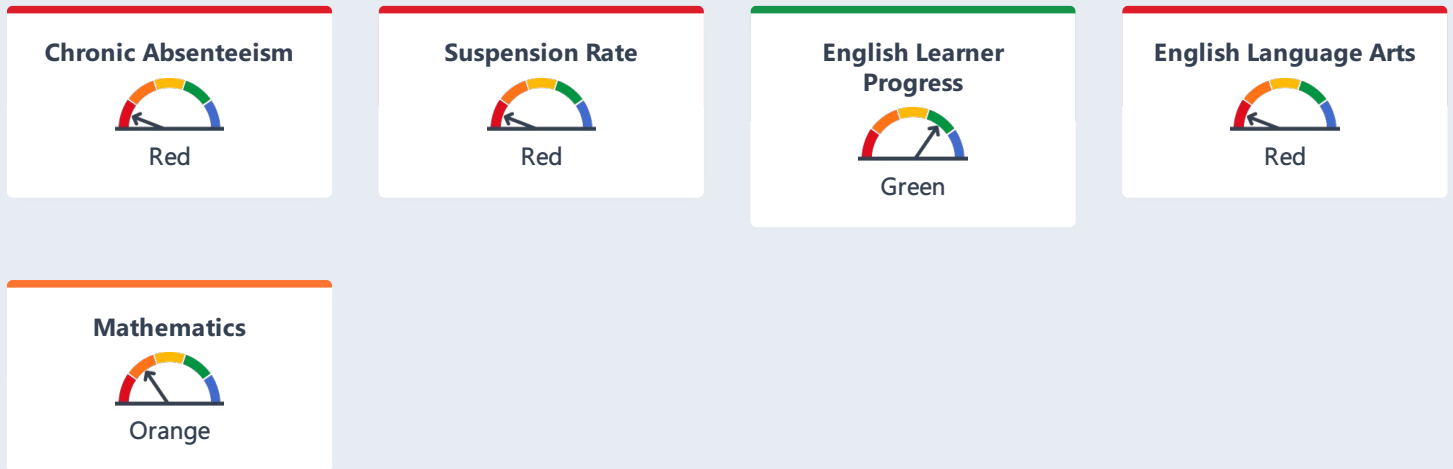 Chronic Absenteeism
Red
Suspension Rate
Red
English Learner
Progress
Green
English Language Arts
Red
Mathematics
Orange